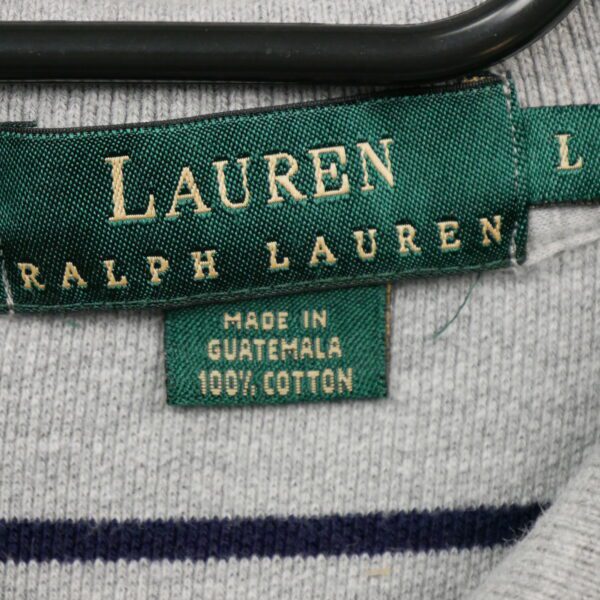 LAUREN
L
RALPH LAUREN
MADE IN
GUATEMALA
100% COTTON